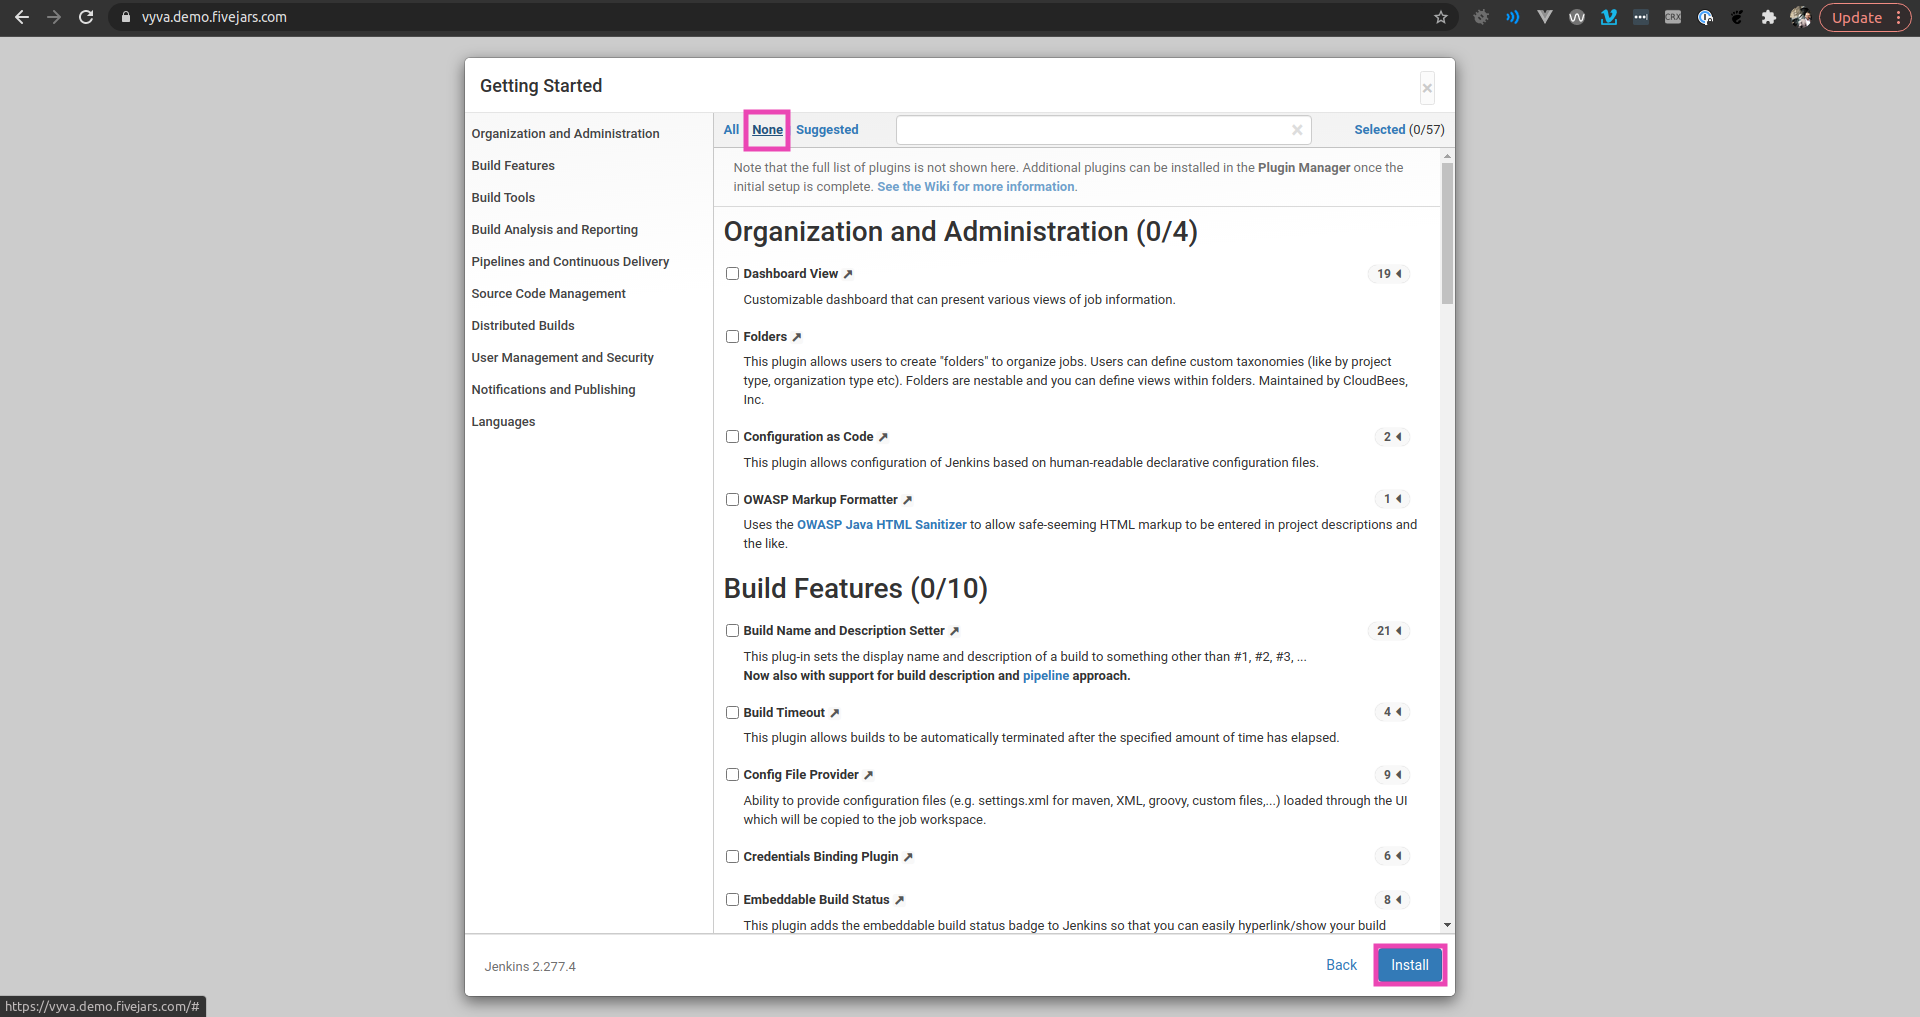 vyva.demo.fivejars.com
CRX
Update
Getting Started
×
Organization and Administration
Build Features
Build Tools
Build Analysis and Reporting
Pipelines and Continuous Delivery
Source Code Management
Distributed Builds
User Management and Security
Notifications and Publishing
Languages
All None Suggested
Selected (0/57)
Note that the full list of plugins is not shown here. Additional plugins can be installed in the Plugin Manager once the
initial setup is complete. See the Wiki for more information.
Organization and Administration (0/4)
Dashboard View
19
Customizable dashboard that can present various views of job information.
Folders
This plugin allows users to create "folders" to organize jobs. Users can define custom taxonomies (like by project
type, organization type etc). Folders are nestable and you can define views within folders. Maintained by CloudBees,
Inc.
Configuration as Code
2
This plugin allows configuration of Jenkins based on human-readable declarative configuration files.
OWASP Markup Formatter
1
Uses the OWASP Java HTML Sanitizer to allow safe-seeming HTML markup to be entered in project descriptions and
the like.
Build Features (0/10)
Build Name and Description Setter
21
This plug-in sets the display name and description of a build to something other than #1, #2, #3, ...
Now also with support for build description and pipeline approach.
Build Timeout
4
This plugin allows builds to be automatically terminated after the specified amount of time has elapsed.
Config File Provider
9
Ability to provide configuration files (e.g. settings.xml for maven, XML, groovy, custom files,...) loaded through the UI
which will be copied to the job workspace.
Credentials Binding Plugin
6
Embeddable Build Status
8
This plugin adds the embeddable build status badge to Jenkins so that you can easily hyperlink/show your build
Jenkins 2.277.4
Back
Install
https://vyva.demo.fivejars.com/#